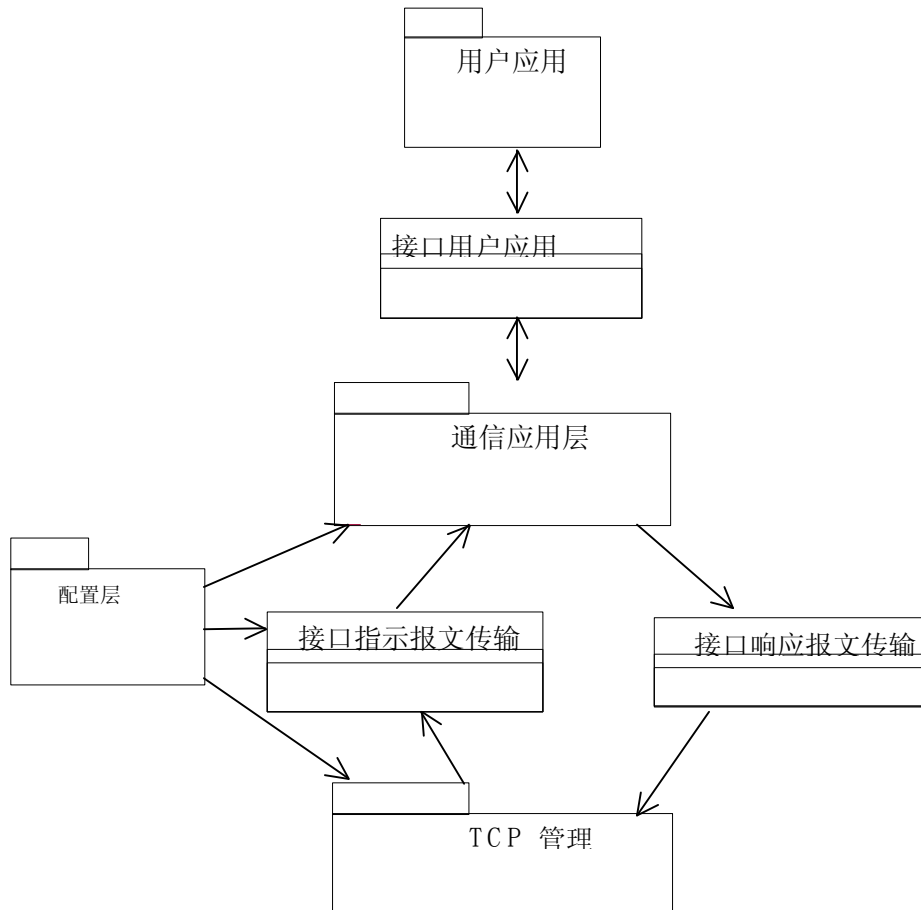 用户应用
接口用户应用
通信应用层
配置层
接口指示报文传输
接口响应报文传输
TCP 管理